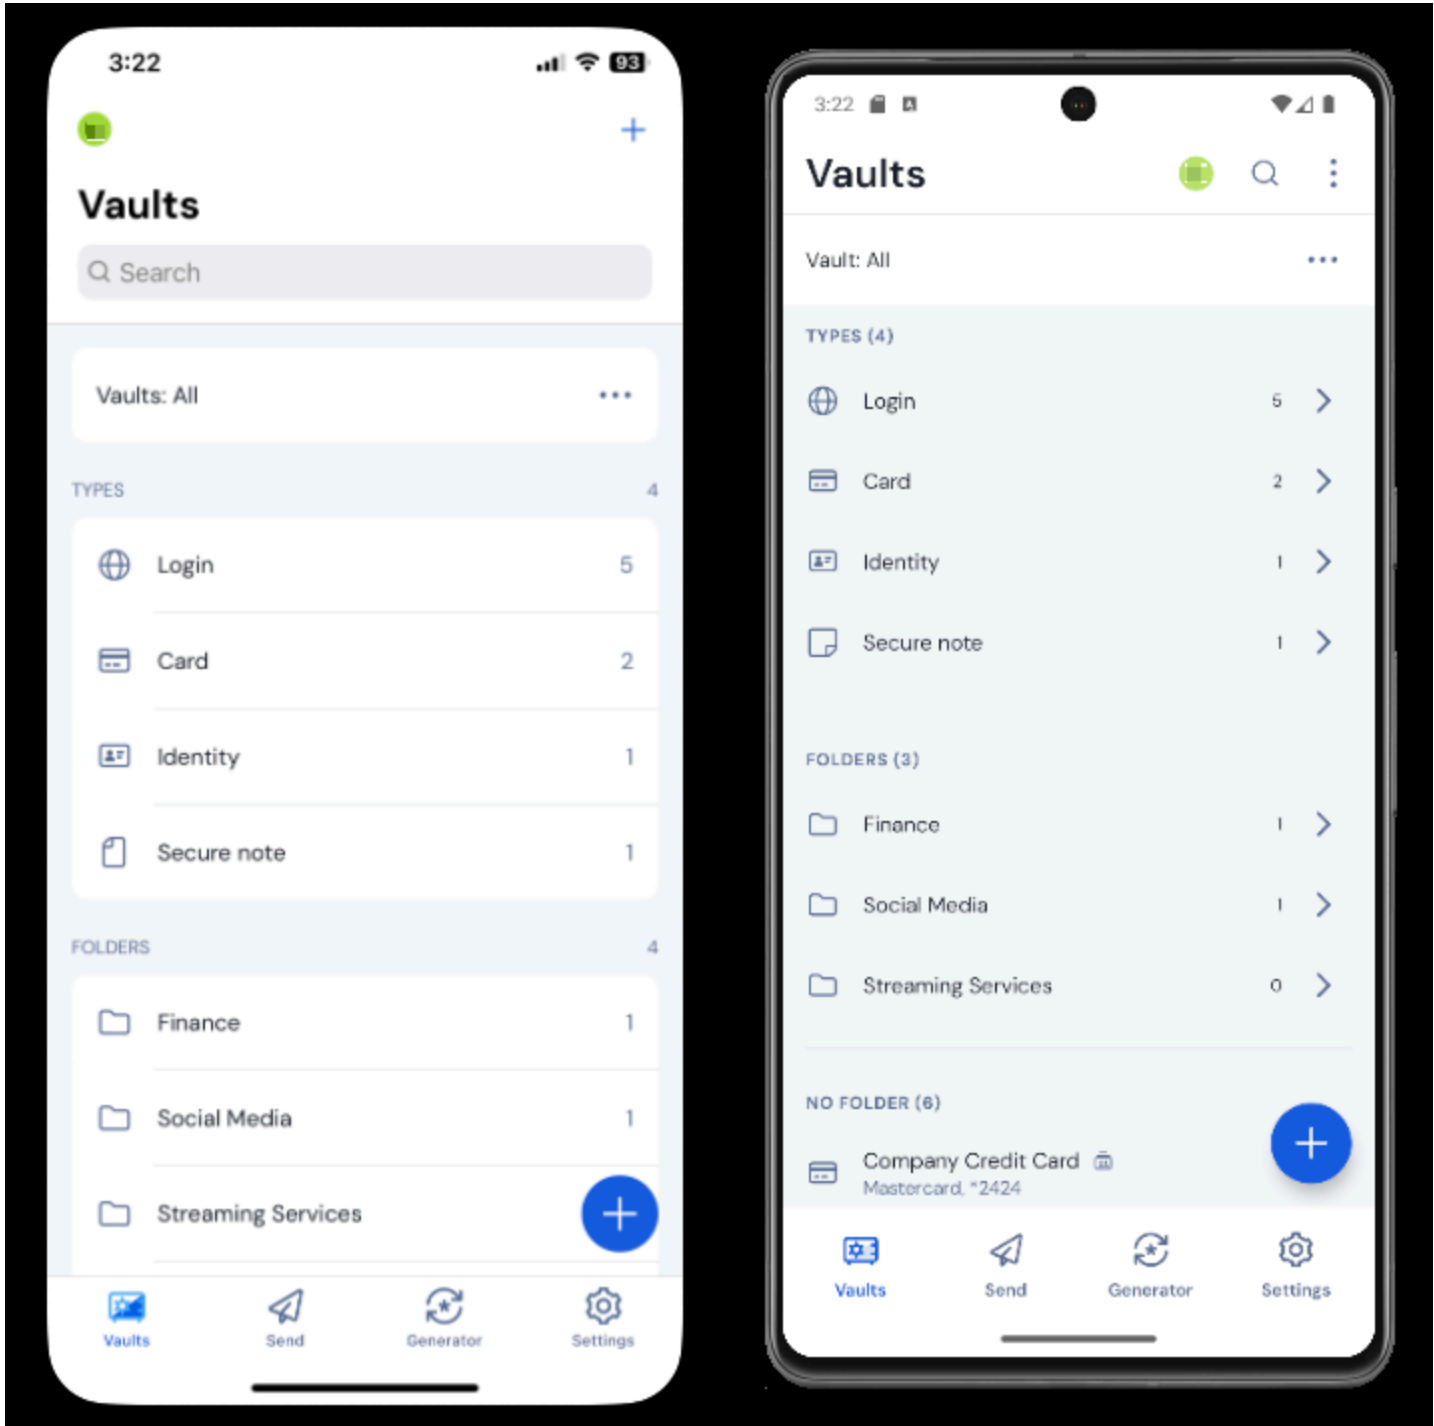 3:22
93
Vaults
Search
Vaults: All
TYPES 4
Login 5
Card 2
Identity 1
Secure note 1
FOLDERS 4
Finance 1
Social Media 1
Streaming Services
Vaults Send Generator Settings
3:22 A
Vaults
Vault: All
TYPES (4)
Login 5
Card 2
Identity 1
Secure note 1
FOLDERS (3)
Finance 1
Social Media 1
Streaming Services 0
NO FOLDER (6)
Company Credit Card
Mastercard, *2424
Vaults Send Generator Settings